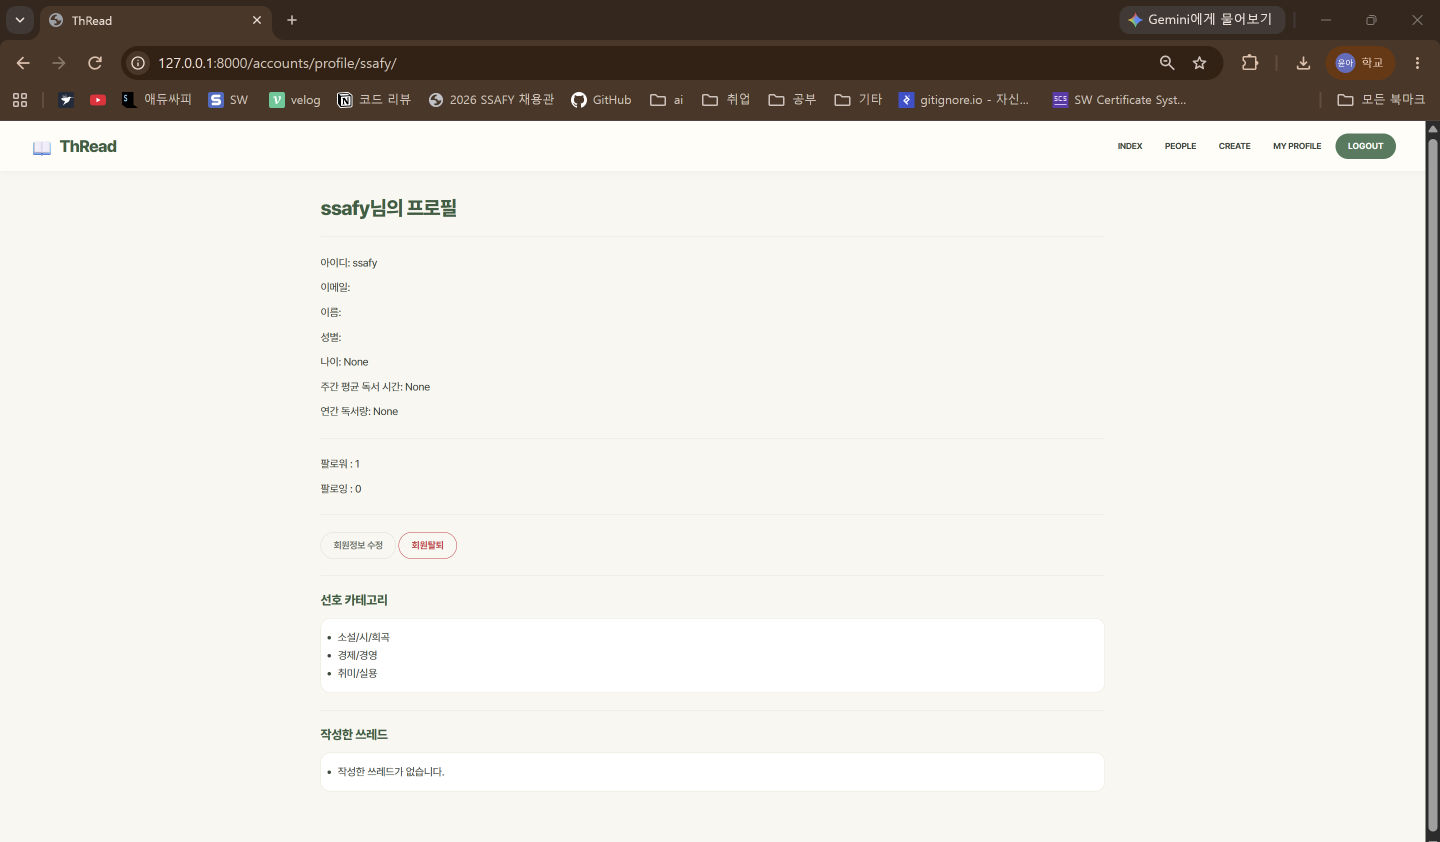 ThRead
Gemini에게 물어보기
127.0.0.1:8000/accounts/profile/ssafy/
윤아 학교
애듀싸피 SW velog 코드 리뷰 2026 SSAFY 채용관 GitHub ai 취업 공부 기타 gitignore.io - 자신... SCS SW Certificate Syst... 모든 북마크
ThRead INDEX PEOPLE CREATE MY PROFILE LOGOUT
ssafy님의 프로필
아이디: ssafy
이메일:
이름:
성별:
나이: None
주간 평균 독서 시간: None
연간 독서량: None
팔로워 : 1
팔로잉 : 0
회원정보 수정 회원탈퇴
선호 카테고리
소설/시/희곡
경제/경영
취미/실용
작성한 쓰레드
작성한 쓰레드가 없습니다.